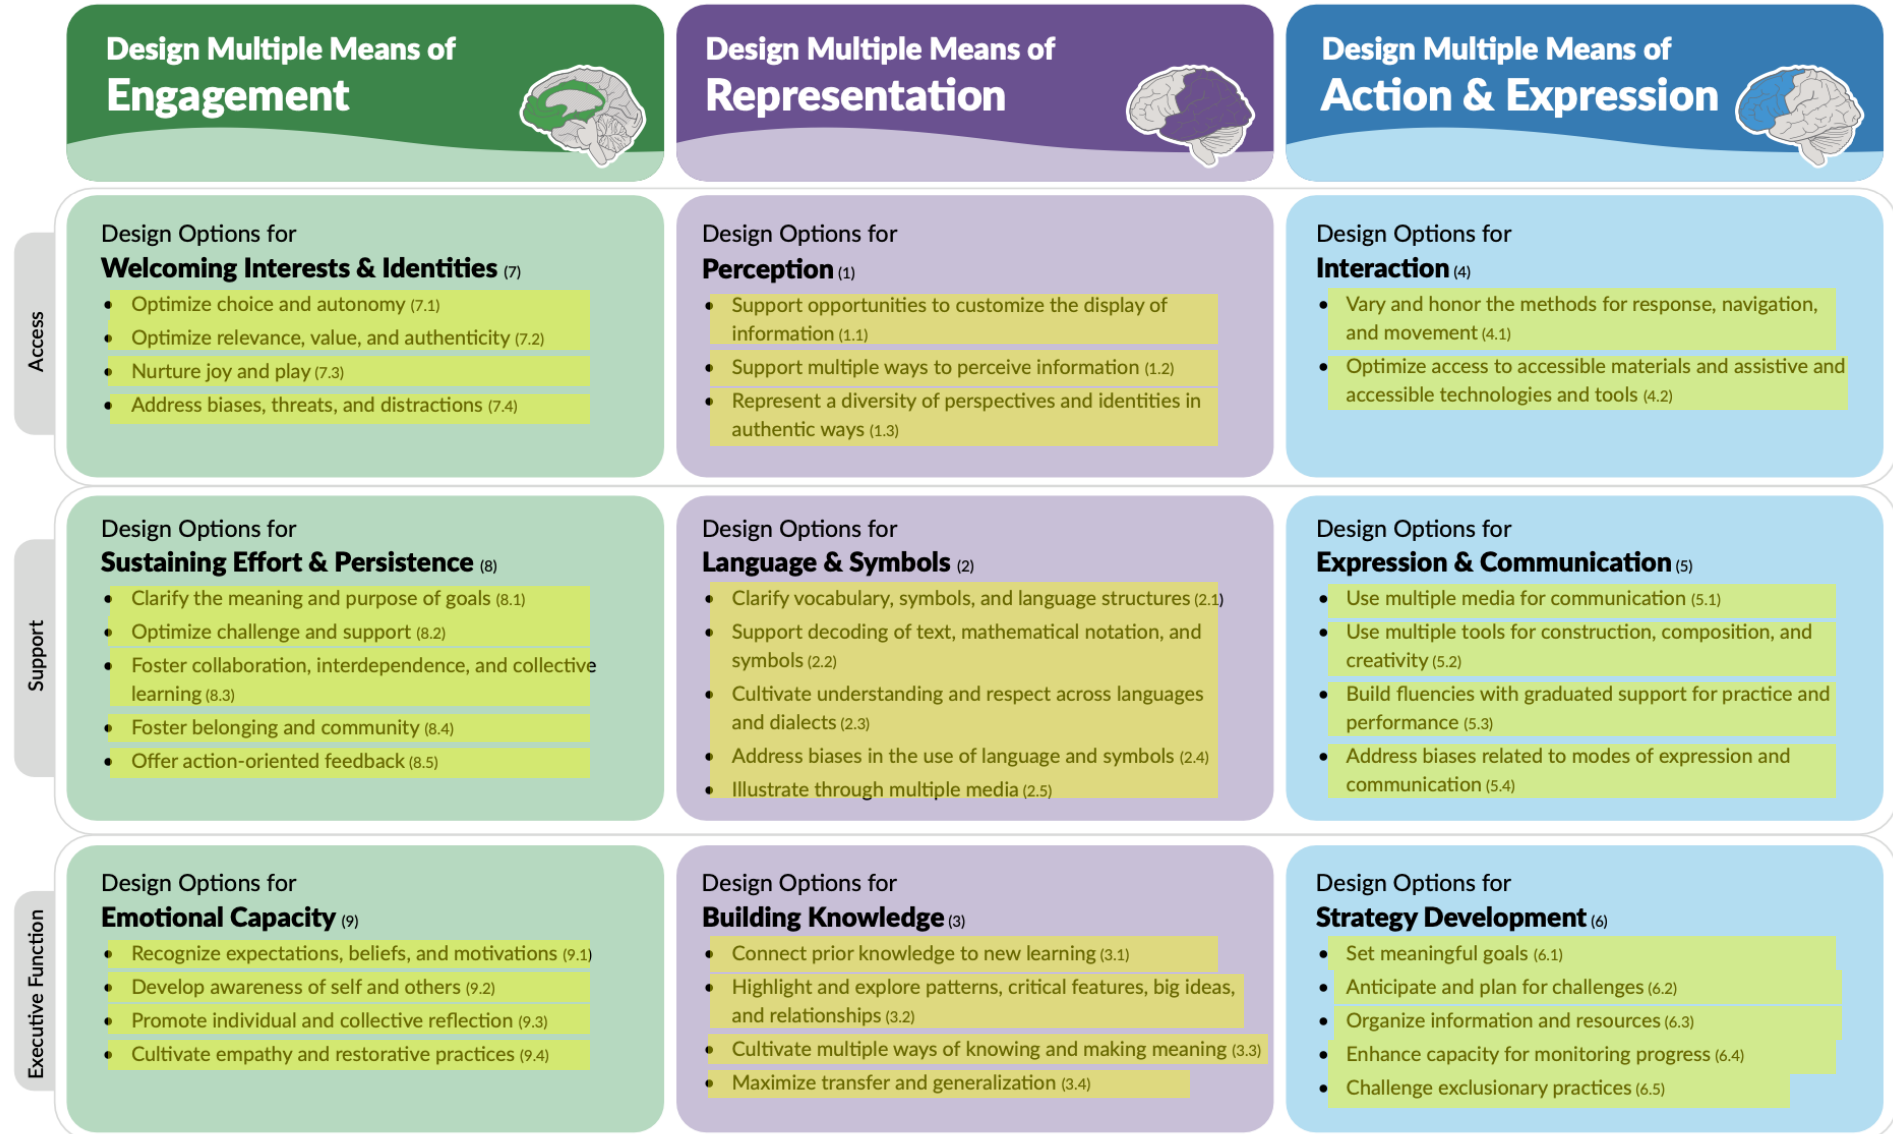 Design Multiple Means of
Engagement
Design Multiple Means of
Representation
Design Multiple Means of
Action & Expression
Access
Design Options for
Welcoming Interests & Identities (7)
• Optimize choice and autonomy (7.1)
• Optimize relevance, value, and authenticity (7.2)
• Nurture joy and play (7.3)
• Address biases, threats, and distractions (7.4)
Design Options for
Perception (1)
• Support opportunities to customize the display of
information (1.1)
• Support multiple ways to perceive information (1.2)
• Represent a diversity of perspectives and identities in
authentic ways (1.3)
Design Options for
Interaction (4)
• Vary and honor the methods for response, navigation,
and movement (4.1)
• Optimize access to accessible materials and assistive and
accessible technologies and tools (4.2)
Support
Design Options for
Sustaining Effort & Persistence (8)
• Clarify the meaning and purpose of goals (8.1)
• Optimize challenge and support (8.2)
• Foster collaboration, interdependence, and collective
learning (8.3)
• Foster belonging and community (8.4)
• Offer action-oriented feedback (8.5)
Design Options for
Language & Symbols (2)
• Clarify vocabulary, symbols, and language structures (2.1)
• Support decoding of text, mathematical notation, and
symbols (2.2)
• Cultivate understanding and respect across languages
and dialects (2.3)
• Address biases in the use of language and symbols (2.4)
• Illustrate through multiple media (2.5)
Design Options for
Expression & Communication (5)
• Use multiple media for communication (5.1)
• Use multiple tools for construction, composition, and
creativity (5.2)
• Build fluencies with graduated support for practice and
performance (5.3)
• Address biases related to modes of expression and
communication (5.4)
Executive Function
Design Options for
Emotional Capacity (9)
• Recognize expectations, beliefs, and motivations (9.1)
• Develop awareness of self and others (9.2)
• Promote individual and collective reflection (9.3)
• Cultivate empathy and restorative practices (9.4)
Design Options for
Building Knowledge (3)
• Connect prior knowledge to new learning (3.1)
• Highlight and explore patterns, critical features, big ideas,
and relationships (3.2)
• Cultivate multiple ways of knowing and making meaning (3.3)
• Maximize transfer and generalization (3.4)
Design Options for
Strategy Development (6)
• Set meaningful goals (6.1)
• Anticipate and plan for challenges (6.2)
• Organize information and resources (6.3)
• Enhance capacity for monitoring progress (6.4)
• Challenge exclusionary practices (6.5)